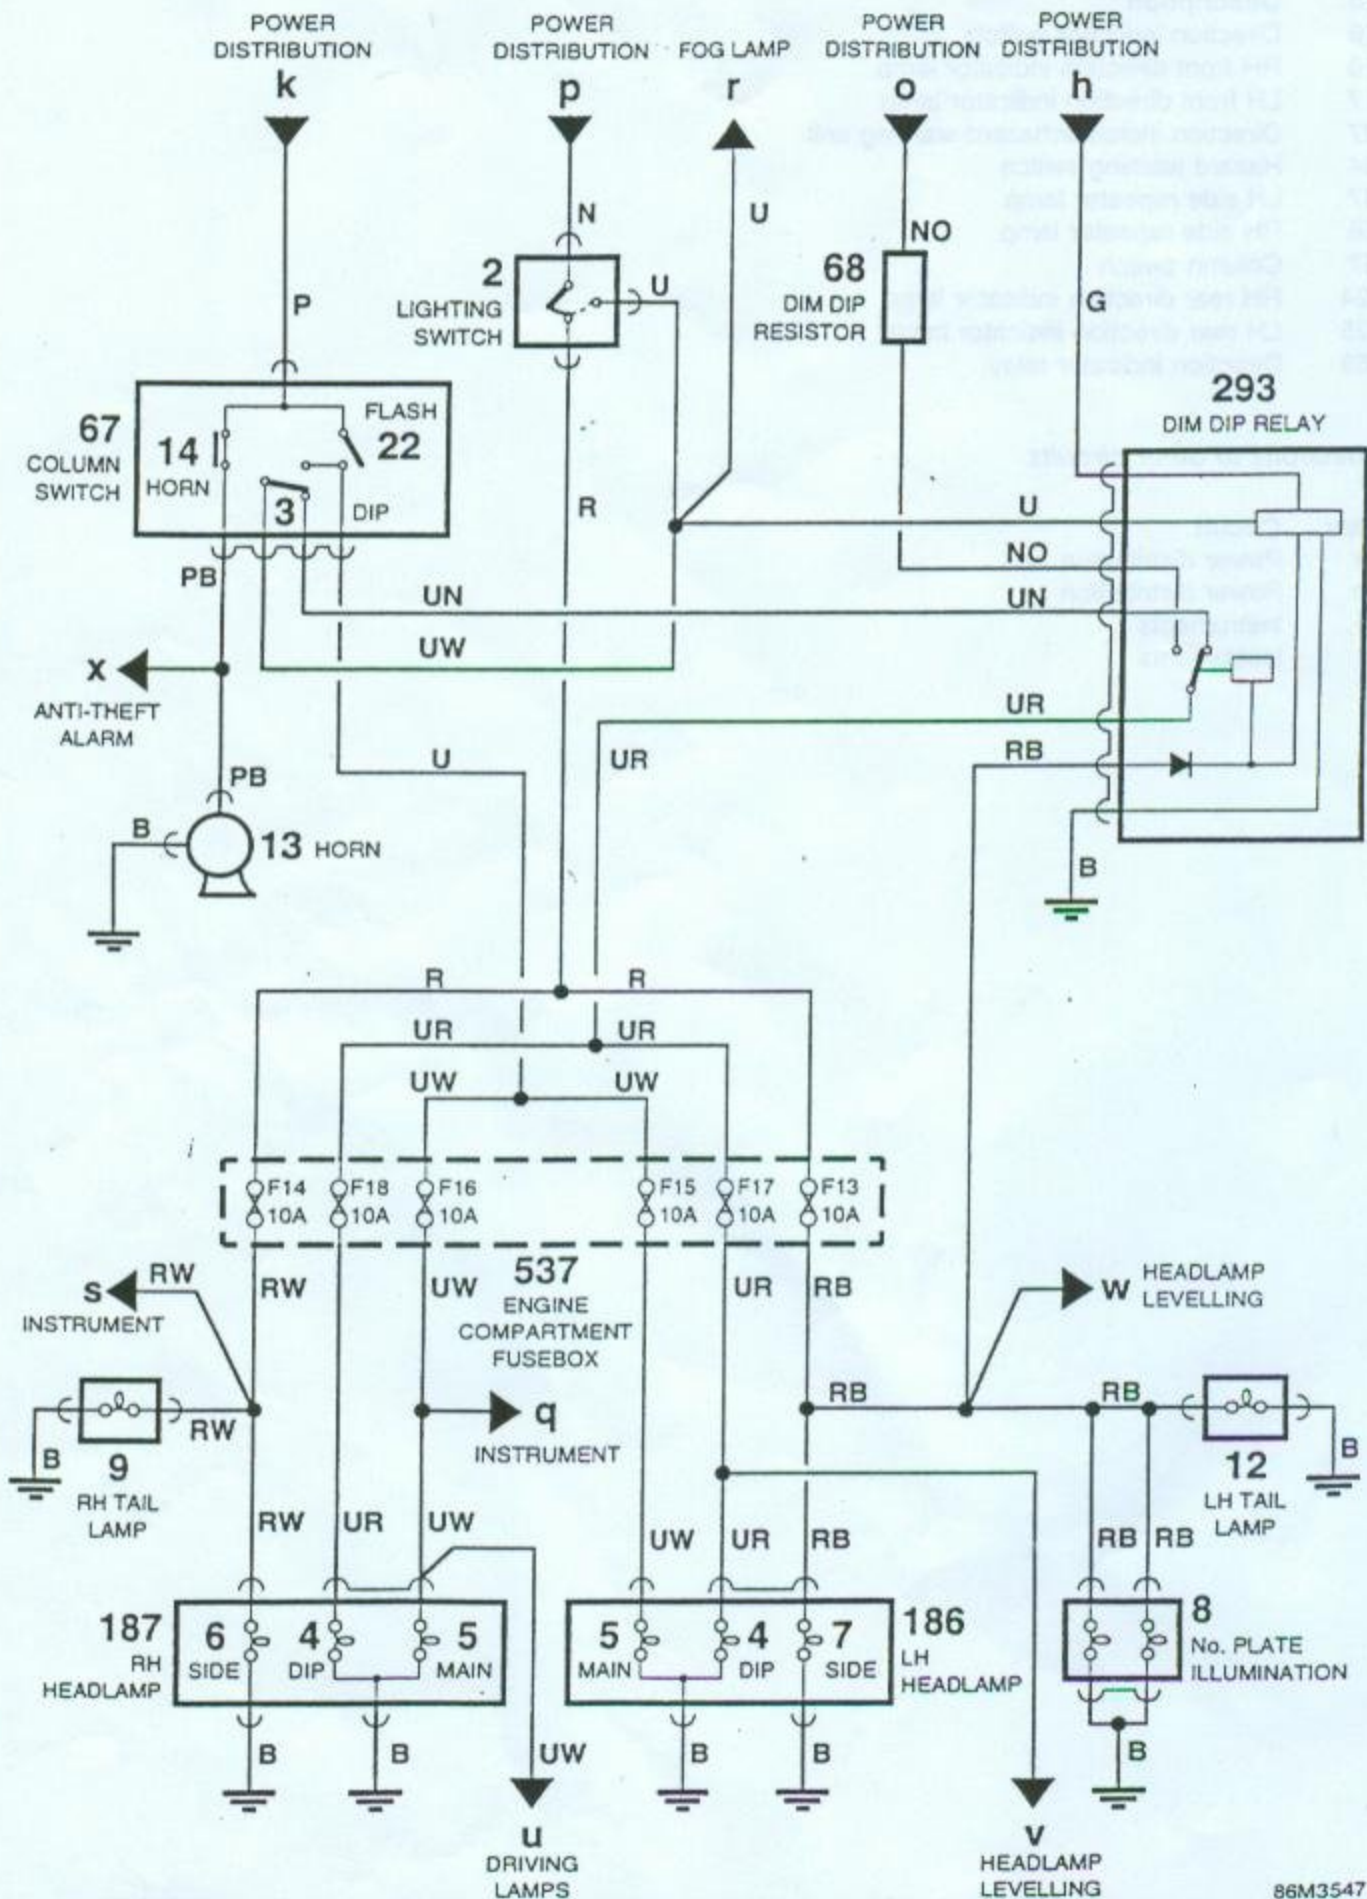 POWER DISTRIBUTION
k
POWER DISTRIBUTION
p
FOG LAMP
r
POWER DISTRIBUTION
o
POWER DISTRIBUTION
h
P
N
U
NO
G
2
LIGHTING SWITCH
U
68
DIM DIP RESISTOR
293
DIM DIP RELAY
67
COLUMN SWITCH
14
HORN
FLASH
22
3
DIP
R
U
NO
UN
PB
UN
UW
X
ANTI-THEFT ALARM
U
UR
UR
RB
PB
B
13 HORN
B
R
R
UR
UR
UW
UW
F14 10A
F18 10A
F16 10A
F15 10A
F17 10A
F13 10A
537
ENGINE COMPARTMENT FUSEBOX
s
RW
INSTRUMENT
RW
UW
UR
RB
w
HEADLAMP LEVELLING
RW
B
9
RH TAIL LAMP
q
INSTRUMENT
RB
RB
B
12
LH TAIL LAMP
RW
UR
UW
UW
UR
RB
RB
RB
187
RH HEADLAMP
6
SIDE
4
DIP
5
MAIN
5
MAIN
4
DIP
7
SIDE
186
LH HEADLAMP
8
No. PLATE ILLUMINATION
B
B
UW
B
B
B
u
DRIVING LAMPS
v
HEADLAMP LEVELLING
86M3547